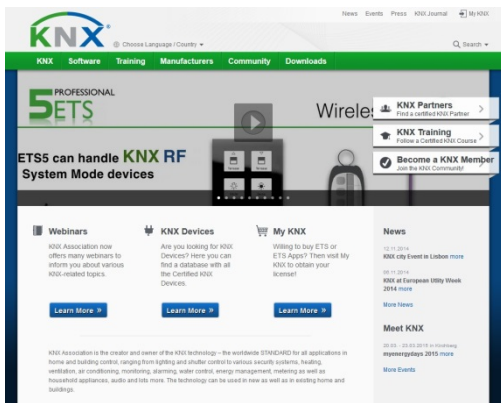 News Events Press KNX Journal My KNX
KNX
Choose Language / Country
Search
KNX Software Training Manufacturers Community Downloads
PROFESSIONAL
5ETS
Wireles
KNX Partners
Find a certified KNX Partner
KNX Training
Follow a Certified KNX Course
Become a KNX Member
Join the KNX Community!
ETS5 can handle KNX RF
System Mode devices
Webinars
KNX Association now
offers many webinars to
inform you about various
KNX-related topics.
Learn More »
KNX Devices
Are you looking for KNX
Devices? Here you can
find a database with all
the Certified KNX
Devices.
Learn More »
My KNX
Willing to buy ETS or
ETS Apps? Then visit My
KNX to obtain your
license!
Learn More »
News
12.11.2014
KNX city Event in Lisbon more
06.11.2014
KNX at European Utility Week
2014 more
More News
Meet KNX
myenergydays 2015 more
More Events
KNX Association is the creator and owner of the KNX technology – the worldwide STANDARD for all applications in
home and building control, ranging from lighting and shutter control to various security systems, heating,
ventilation, air conditioning, monitoring, alarming, water control, energy management, metering as well as
household appliances, audio and lots more. The technology can be used in new as well as in existing home and
buildings.